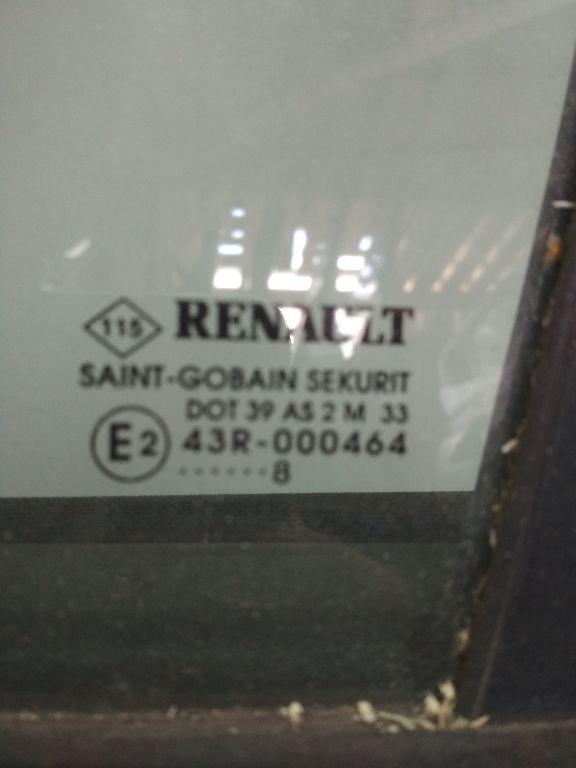 115 RENAULT
SAINT-GOBAIN SEKURIT
DOT 39 AS 2 M 33
E2 43R-000464
......8